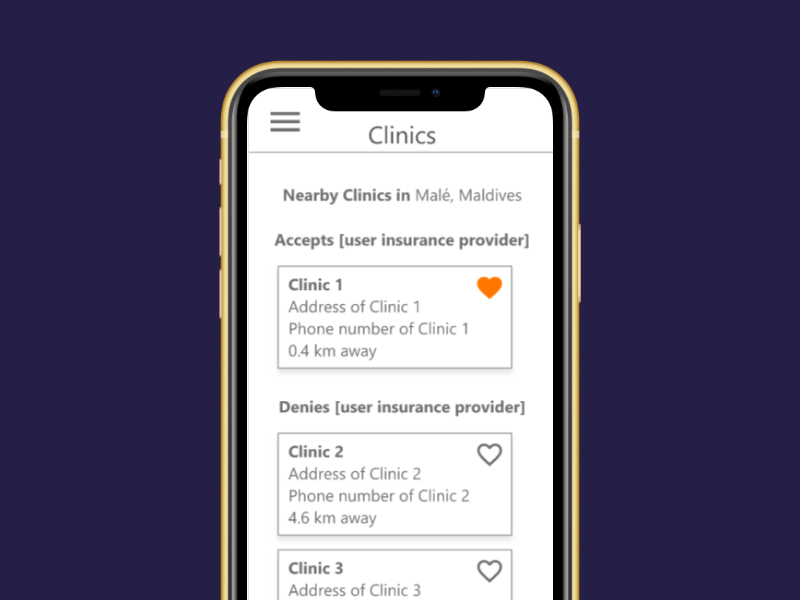 Clinics
Nearby Clinics in Malé, Maldives
Accepts [user insurance provider]
Clinic 1
Address of Clinic 1
Phone number of Clinic 1
0.4 km away
Denies [user insurance provider]
Clinic 2
Address of Clinic 2
Phone number of Clinic 2
4.6 km away
Clinic 3
Address of Clinic 3